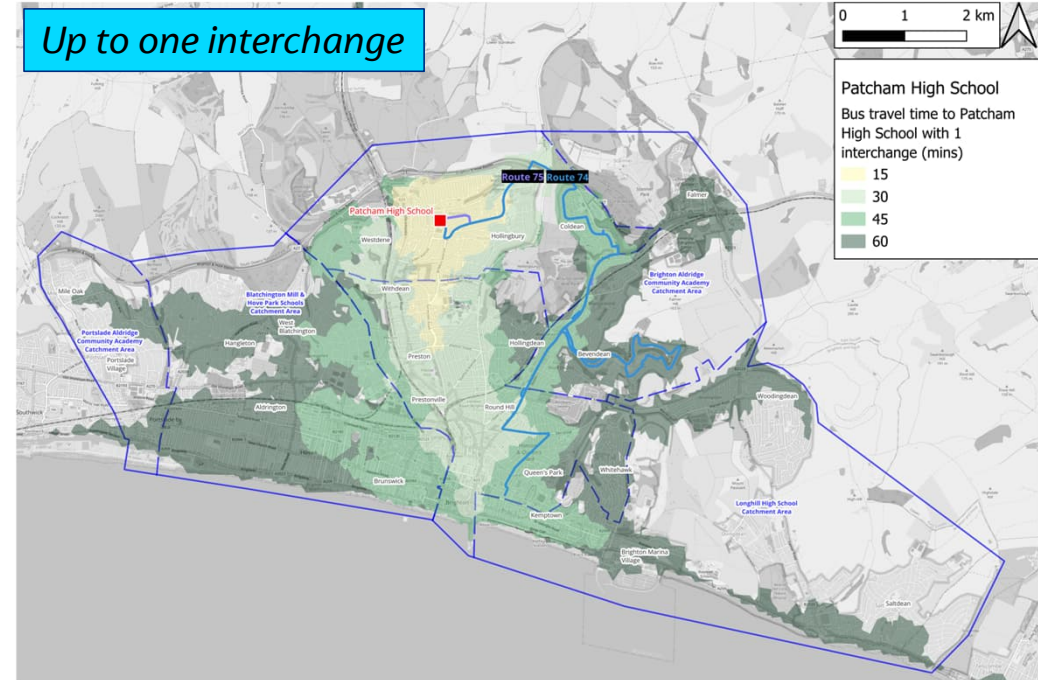 Up to one interchange
0 1 2 km
Patcham High School
Bus travel time to Patcham
High School with 1
interchange (mins)
15
30
45
60
Route 75
Route 74
Patcham High School
Falmer
Westdene
Hollingbury
Coldean
Withdean
Brighton Aldridge
Community Academy
Catchment Area
Mile Oak
Blatchington Mill &
Hove Park Schools
Catchment Area
West
Blatchington
Portslade Aldridge
Community Academy
Catchment Area
Hangleton
Portslade
Village
Preston
Hollingdean
Bevendean
Prestonville
Round Hill
Aldrington
Woodingdean
Southwick
Brunswick
Queen's Park
Whitehawk
Kemptown
Longhill High School
Catchment Area
Brighton Marina
Village
Saltdean